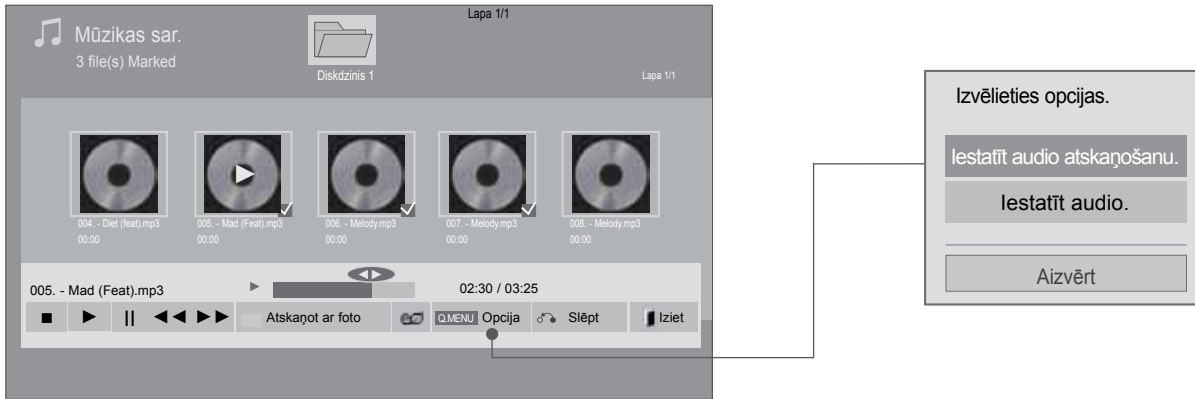 Lapa 1/1
Mūzikas sar.
3 file(s) Marked
Diskdzinis 1
Lapa 1/1
004. - Diet (feat).mp3
00:00
005. - Mad (Feat).mp3
00:00
006. - Melody.mp3
00:00
007. - Melody.mp3
00:00
008. - Melody.mp3
00:00
005. - Mad (Feat).mp3
02:30 / 03:25
Atskaņot ar foto
Q.MENU Opcija
Slēpt
Iziet
Izvēlieties opcijas.
Iestatīt audio atskaņošanu.
Iestatīt audio.
Aizvērt